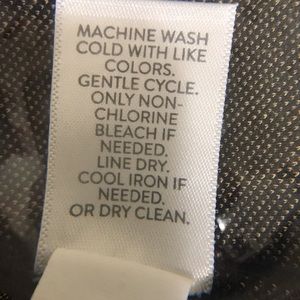 MACHINE WASH
COLD WITH LIKE
COLORS.
GENTLE CYCLE.
ONLY NON-
CHLORINE
BLEACH IF
NEEDED.
LINE DRY.
COOL IRON IF
NEEDED.
OR DRY CLEAN.